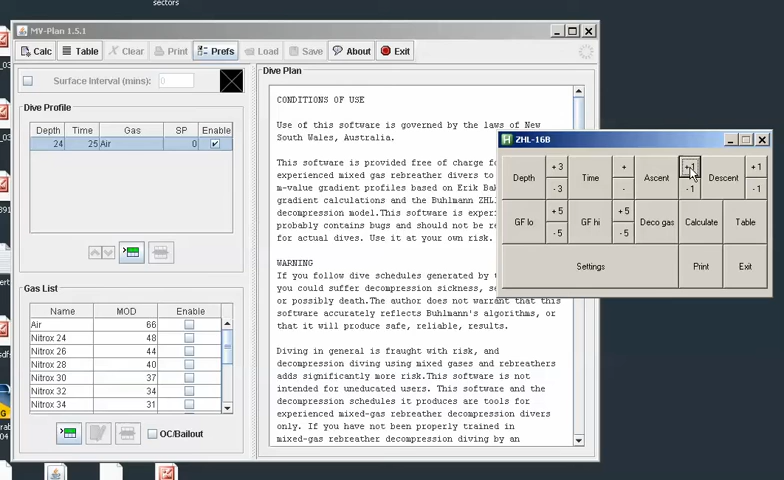 sectors
MV-Plan 1.5.1
Calc Table Clear Print Prefs Load Save About Exit
Surface Interval (mins): 0
Dive Profile
Depth Time Gas SP Enable
24 25 Air 0
Gas List
Name MOD Enable
Air 66
Nitrox 24 48
Nitrox 26 44
Nitrox 28 40
Nitrox 30 37
Nitrox 32 34
Nitrox 34 31
OC/Bailout
Dive Plan
CONDITIONS OF USE
Use of this software is governed by the laws of New
South Wales, Australia.
This software is provided free of charge fo
experienced mixed gas rebreather divers to
m-value gradient profiles based on Erik Bak
gradient calculations and the Buhlmann ZHL
decompression model.This software is experi
probably contains bugs and should not be re
for actual dives. Use it at your own risk.
WARNING
If you follow dive schedules generated by
you could suffer decompression sickness, s
or possibly death.The author does not warrant that this
software accurately reflects Buhlmann's algorithms, or
that it will produce safe, reliable, results.
Diving in general is fraught with risk, and
decompression diving using mixed gases and rebreathers
adds significantly more risk.This software is not
intended for uneducated users. This software and the
decompression schedules it produces are tools for
experienced mixed-gas rebreather divers
only. If you have not been properly trained in
mixed-gas rebreather decompression diving by an
ZHL-16B
Depth +3 -3 Time + - Ascent +1 -1 Descent +1 -1
GF lo +5 -5 GF hi +5 -5 Deco gas Calculate Table
Settings Print Exit